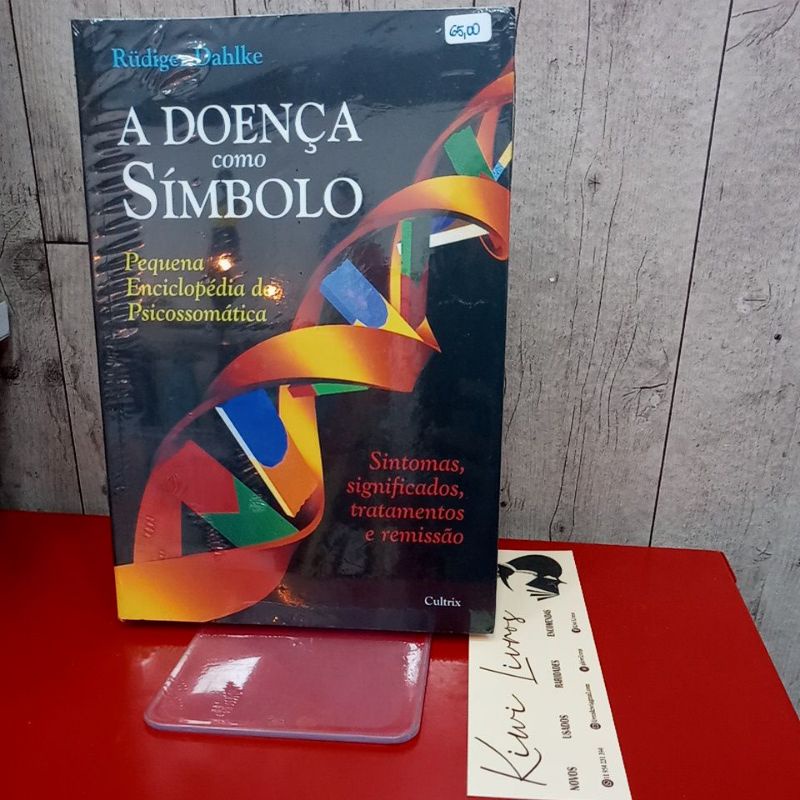 65,00
Rüdiger Dahlke
A DOENÇA
como
SÍMBOLO
Pequena
Enciclopédia de
Psicossomática
Sintomas,
significados,
tratamentos
e remissão
Cultrix
Kiwi Livros
NOVOS USADOS RARIDADES ENCOMENDAS